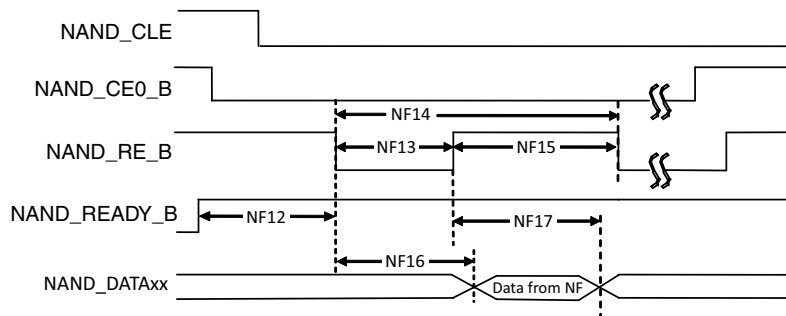 NAND_CLE
NAND_CE0_B
NF14
NAND_RE_B
NF13
NF15
NAND_READY_B
NF12
NF17
NF16
NAND_DATAxx
Data from NF